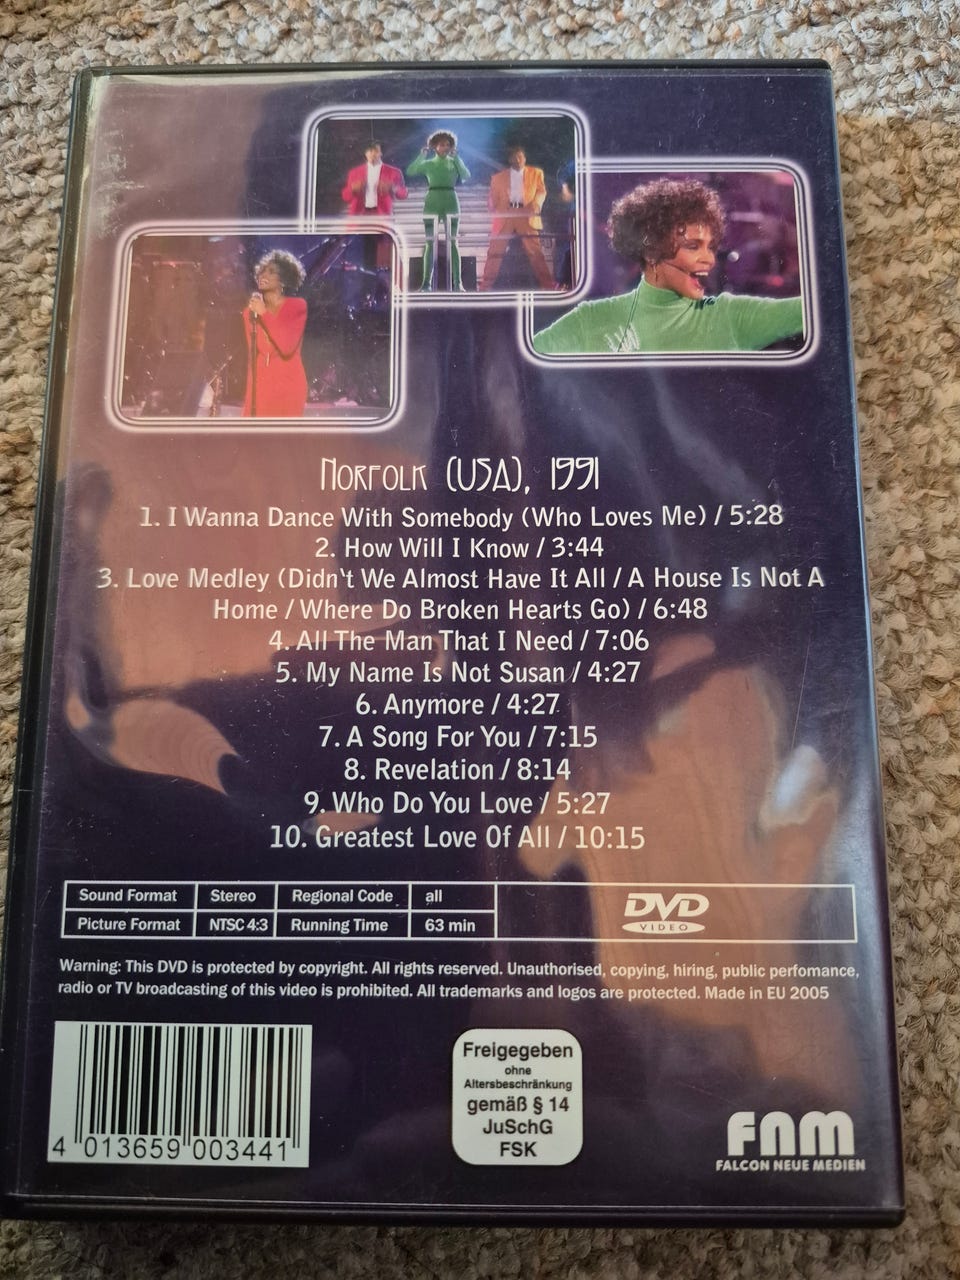 Norfolk (USA), 1991
1. I Wanna Dance With Somebody (Who Loves Me) / 5:28
2. How Will I Know / 3:44
3. Love Medley (Didn't We Almost Have It All / A House Is Not A
Home / Where Do Broken Hearts Go) / 6:48
4. All The Man That I Need / 7:06
5. My Name Is Not Susan / 4:27
6. Anymore / 4:27
7. A Song For You / 7:15
8. Revelation / 8:14
9. Who Do You Love / 5:27
10. Greatest Love Of All / 10:15
Sound Format Stereo Regional Code all
Picture Format NTSC 4:3 Running Time 63 min
DVD
VIDEO
Warning: This DVD is protected by copyright. All rights reserved. Unauthorised, copying, hiring, public perfomance,
radio or TV broadcasting of this video is prohibited. All trademarks and logos are protected. Made in EU 2005
4 013659 003441
Freigegeben
ohne
Altersbeschränkung
gemäß § 14
JuSchG
FSK
FNM
FALCON NEUE MEDIEN